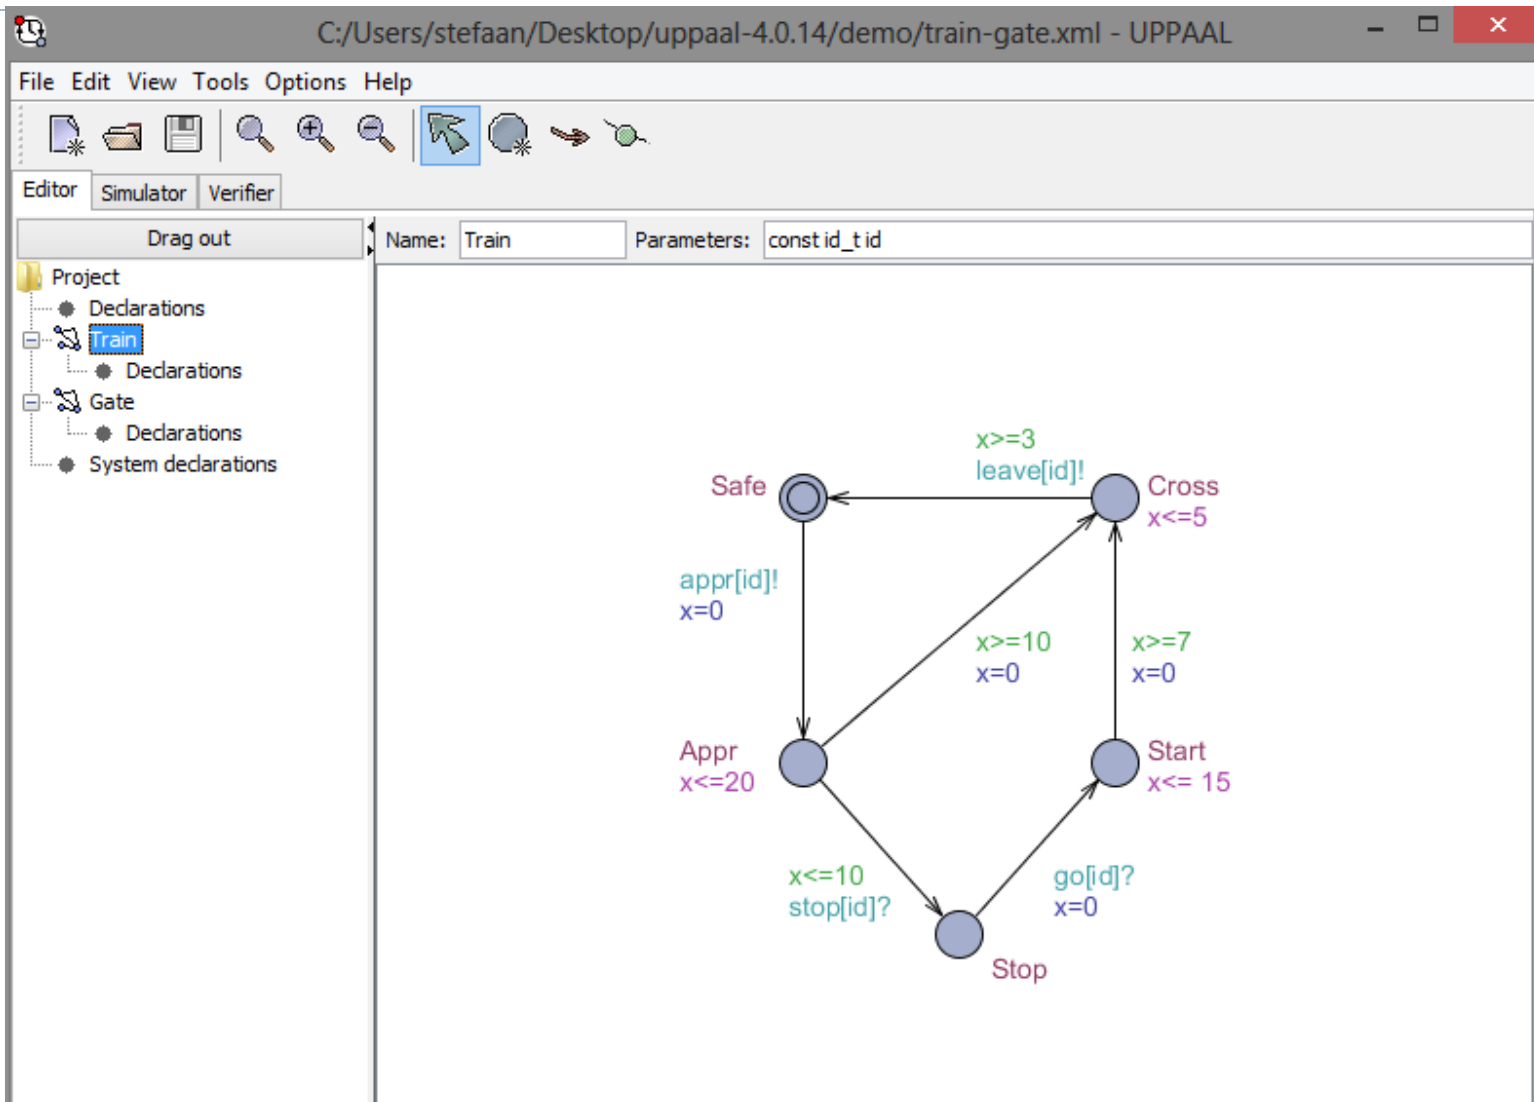 C:/Users/stefaan/Desktop/uppaal-4.0.14/demo/train-gate.xml - UPPAAL
File Edit View Tools Options Help
Editor Simulator Verifier
Drag out
Name: Train Parameters: const id_t id
Project
Declarations
Train
Declarations
Gate
Declarations
System declarations
x>=3
leave[id]!
Safe
Cross
x<=5
appr[id]!
x=0
x>=10
x=0
x>=7
x=0
Appr
x<=20
Start
x<= 15
x<=10
stop[id]?
go[id]?
x=0
Stop